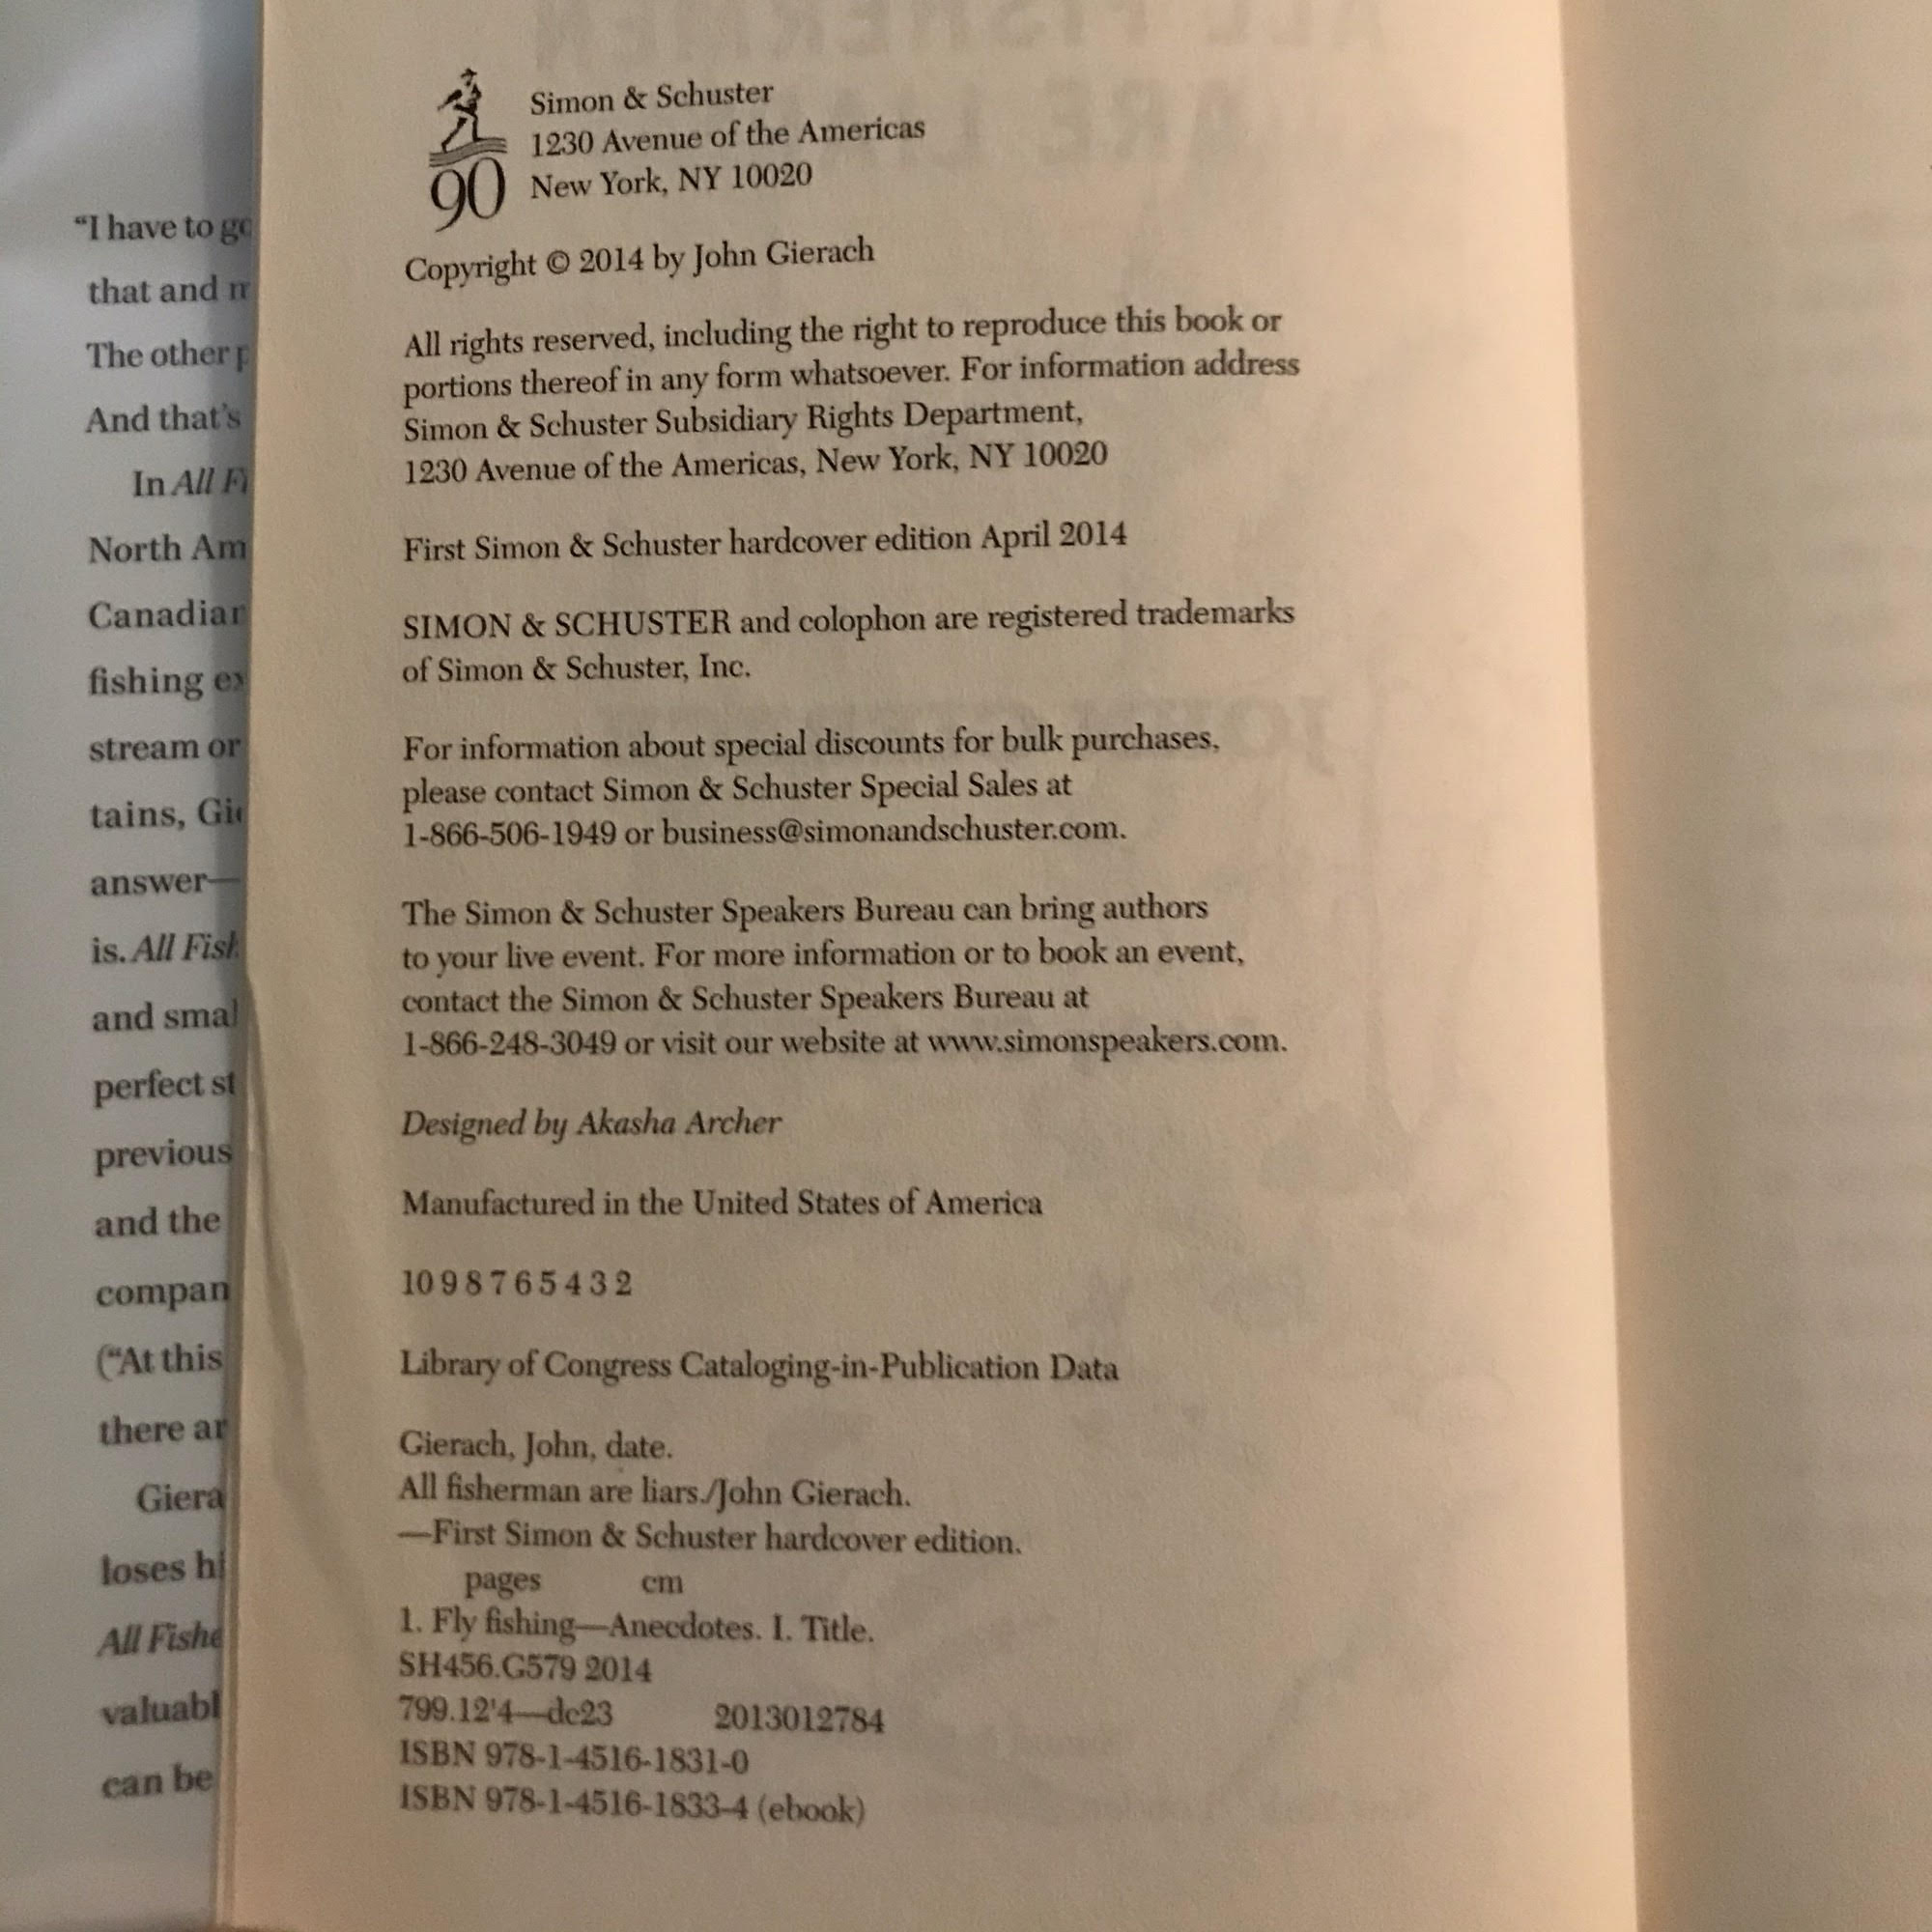 "I have to
that and
The other
And that's
In All
North Am
Canadian
fishing
stream or
tains,
answer—
is. All
and
perfect
previous
and the
compan
("At this
there
Giera
loses
All
can be
Simon & Schuster
1230 Avenue of the Americas
New York, NY 10020
90
Copyright © 2014 by John Gierach
All rights reserved, including the right to reproduce this book or
portions thereof in any form whatsoever. For information address
Simon & Schuster Subsidiary Rights Department,
1230 Avenue of the Americas, New York, NY 10020
First Simon & Schuster hardcover edition April 2014
SIMON & SCHUSTER and colophon are registered trademarks
of Simon & Schuster, Inc.
For information about special discounts for bulk purchases,
please contact Simon & Schuster Special Sales at
1-866-506-1949 or business@simonandschuster.com.
The Simon & Schuster Speakers Bureau can bring authors
to your live event. For more information or to book an event,
contact the Simon & Schuster Speakers Bureau at
1-866-248-3049 or visit our website at www.simonspeakers.com.
Designed by Akasha Archer
Manufactured in the United States of America
10 9 8 7 6 5 4 3 2
Library of Congress Cataloging-in-Publication Data
Gierach, John, date.
All fisherman are liars./John Gierach.
—First Simon & Schuster hardcover edition.
pages cm
1. Fly fishing—Anecdotes. I. Title.
SH456.G579 2014
799.12'4—dc23 2013012784
ISBN 978-1-4516-1831-0
ISBN 978-1-4516-1833-4 (ebook)